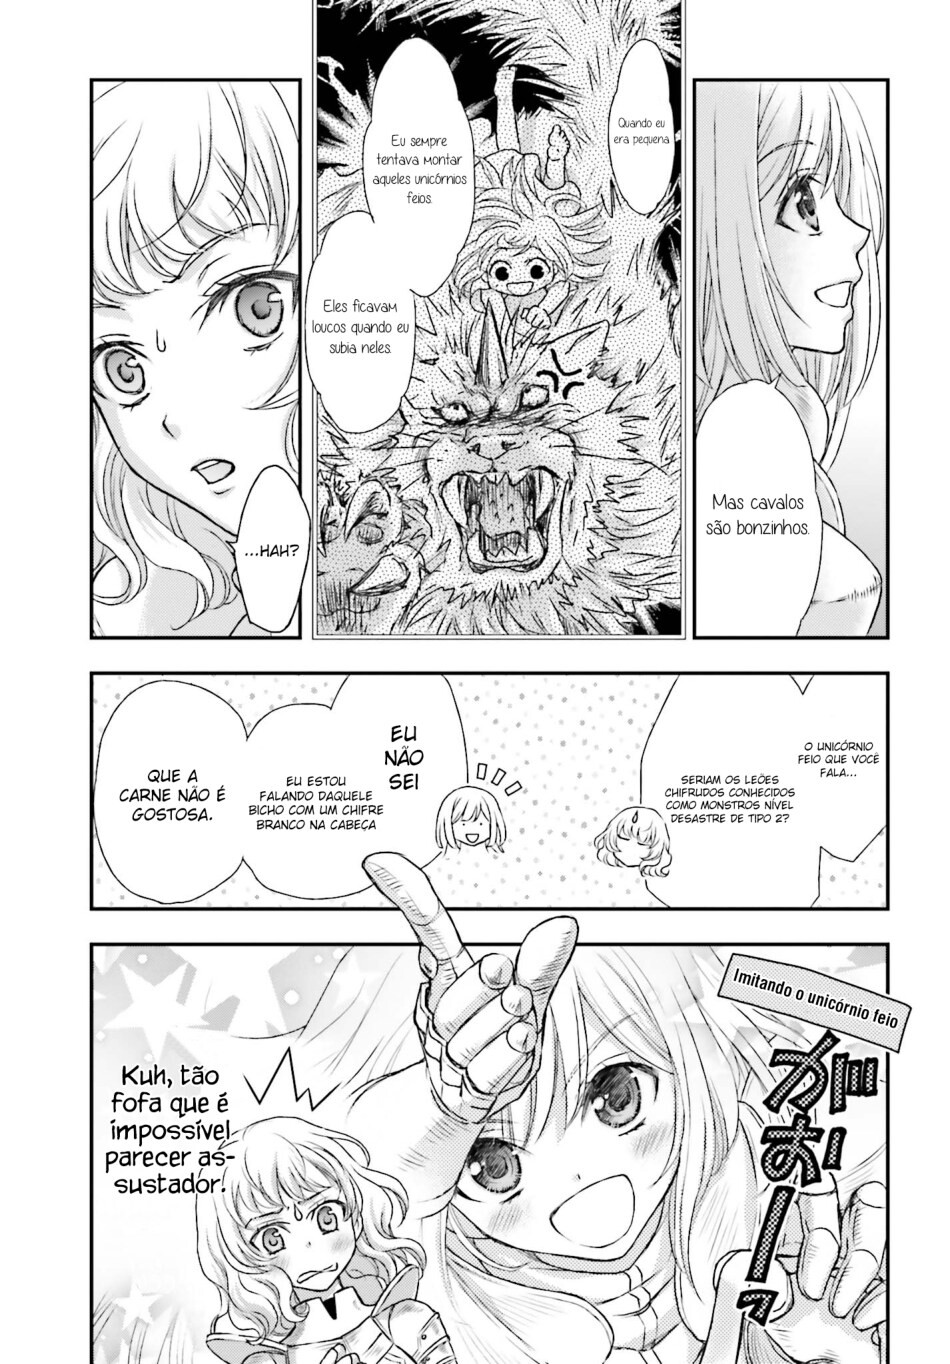 Mas cavalos
são bonzinhos.
Quando eu
era pequena
Eu sempre
tentava montar
aqueles unicórnios
feios.
Eles ficavam
loucos quando eu
subia neles.
...HAH?
O UNICÓRNIO
FEIO QUE VOCÊ
FALA...
SERIAM OS LEÕES
CHIFRUDOS CONHECIDOS
COMO MONSTROS NÍVEL
DESASTRE DE TIPO 2?
EU
NÃO
SEI
EU ESTOU
FALANDO DAQUELE
BICHO COM UM CHIFRE
BRANCO NA CABEÇA
QUE A
CARNE NÃO É
GOSTOSA.
Imitando o unicórnio feio
がおーっ
Kuh, tão
fofa que é
impossível
parecer as-
sustador.